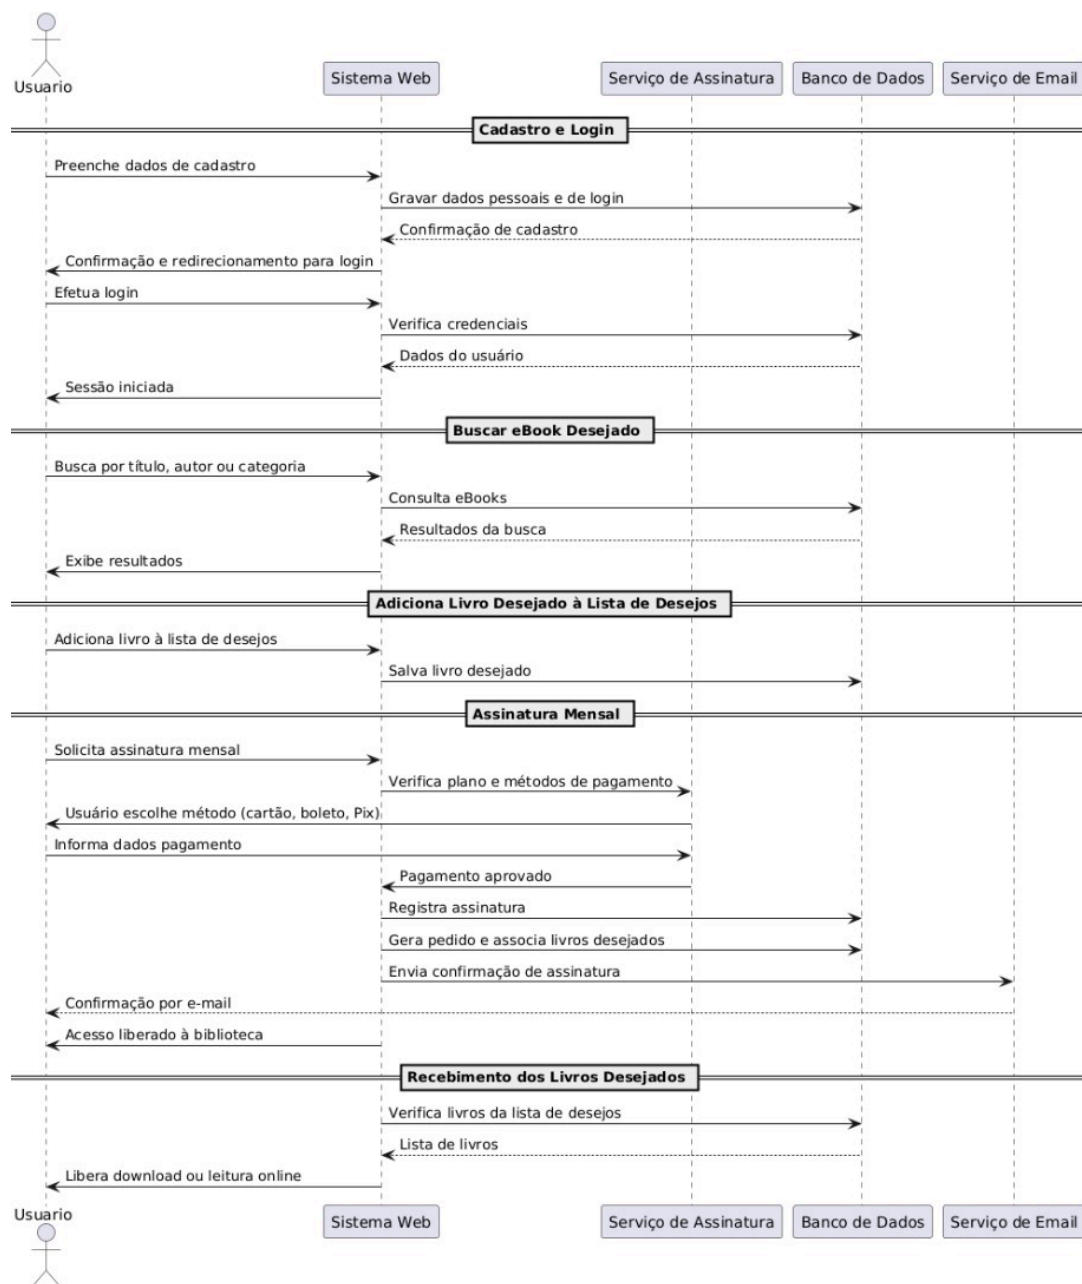 Usuario
Sistema Web
Serviço de Assinatura
Banco de Dados
Serviço de Email
Cadastro e Login
Preenche dados de cadastro
Gravar dados pessoais e de login
Confirmação de cadastro
Confirmação e redirecionamento para login
Efetua login
Verifica credenciais
Dados do usuário
Sessão iniciada
Buscar eBook Desejado
Busca por título, autor ou categoria
Consulta eBooks
Resultados da busca
Exibe resultados
Adiciona Livro Desejado à Lista de Desejos
Adiciona livro à lista de desejos
Salva livro desejado
Assinatura Mensal
Solicita assinatura mensal
Verifica plano e métodos de pagamento
Usuário escolhe método (cartão, boleto, Pix)
Informa dados pagamento
Pagamento aprovado
Registra assinatura
Gera pedido e associa livros desejados
Envia confirmação de assinatura
Confirmação por e-mail
Acesso liberado à biblioteca
Recebimento dos Livros Desejados
Verifica livros da lista de desejos
Lista de livros
Libera download ou leitura online
Usuario
Sistema Web
Serviço de Assinatura
Banco de Dados
Serviço de Email